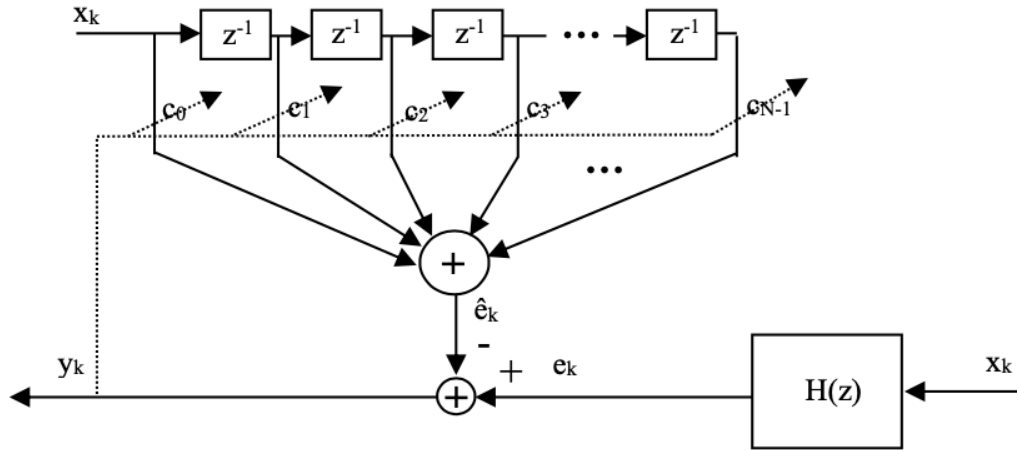 xₖ
z⁻¹ z⁻¹ z⁻¹ ••• z⁻¹
c₀ c₁ c₂ c₃ cN-1
•••
+
êₖ
-
yₖ + eₖ xₖ
+ H(z)